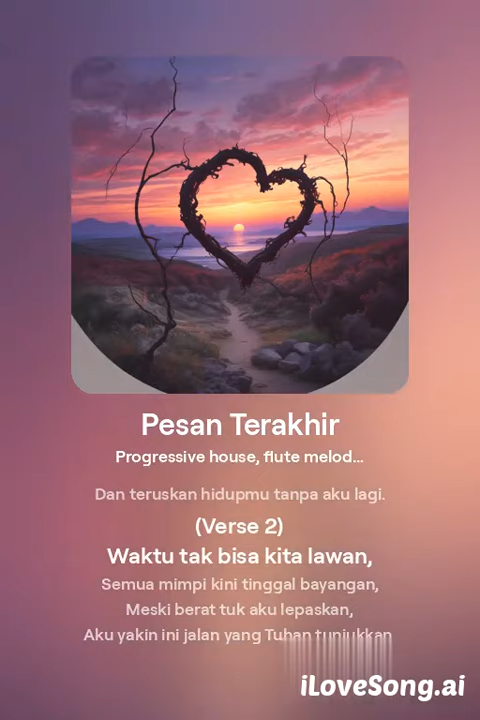 Pesan Terakhir
Progressive house, flute melod...
Dan teruskan hidupmu tanpa aku lagi.
(Verse 2)
Waktu tak bisa kita lawan,
Semua mimpi kini tinggal bayangan,
Meski berat tuk aku lepaskan,
Aku yakin ini jalan yang Tuhan tunjukkan
iLoveSong.ai